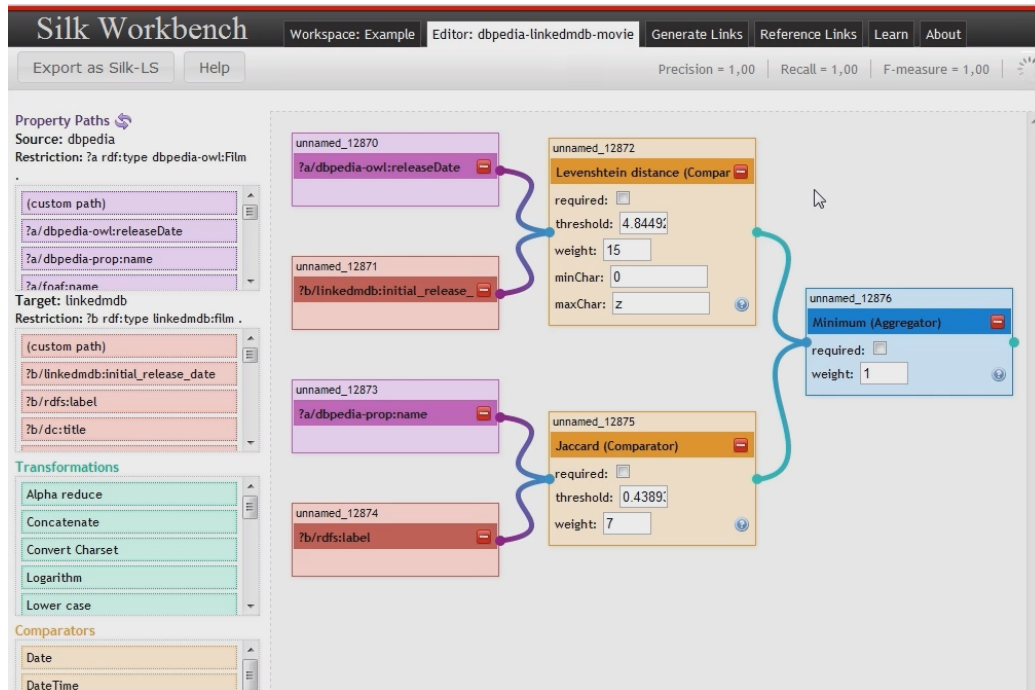 Silk Workbench
Workspace: Example
Editor: dbpedia-linkedmdb-movie
Generate Links
Reference Links
Learn
About
Export as Silk-LS
Help
Precision = 1,00
Recall = 1,00
F-measure = 1,00
Property Paths
Source: dbpedia
Restriction: ?a rdf:type dbpedia-owl:Film
.
(custom path)
?a/dbpedia-owl:releaseDate
?a/dbpedia-prop:name
?a/foaf:name
Target: linkedmdb
Restriction: ?b rdf:type linkedmdb:film .
(custom path)
?b/linkedmdb:initial_release_date
?b/rdfs:label
?b/dc:title
Transformations
Alpha reduce
Concatenate
Convert Charset
Logarithm
Lower case
Comparators
Date
DateTime
unnamed_12870
?a/dbpedia-owl:releaseDate
unnamed_12871
?b/linkedmdb:initial_release_
unnamed_12873
?a/dbpedia-prop:name
unnamed_12874
?b/rdfs:label
unnamed_12872
Levenshtein distance (Compar
required:
threshold: 4.8449
weight: 15
minChar: 0
maxChar: z
unnamed_12875
Jaccard (Comparator)
required:
threshold: 0.4389
weight: 7
unnamed_12876
Minimum (Aggregator)
required:
weight: 1